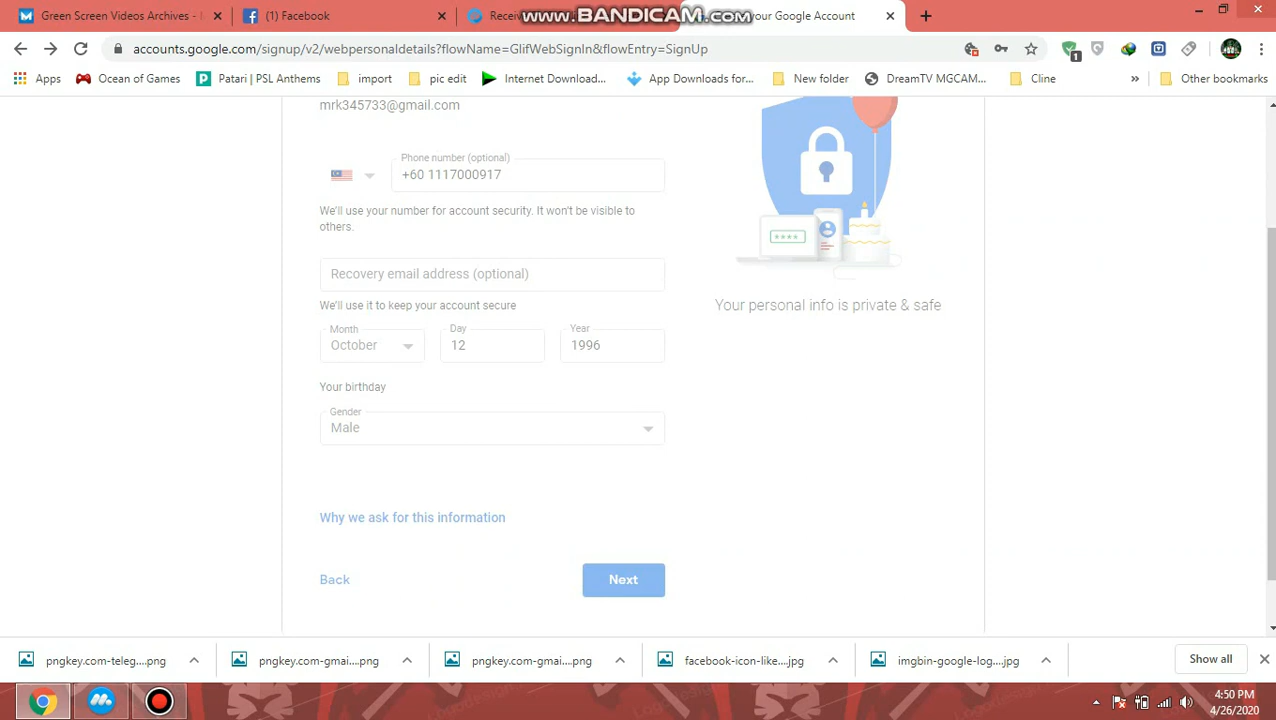 Green Screen Videos Archives - M
(1) Facebook
Receiv
your Google Account
www.BANDICAM.com
accounts.google.com/signup/v2/webpersonaldetails?flowName=GlifWebSignIn&flowEntry=SignUp
1
Apps
Ocean of Games
Patari | PSL Anthems
import
pic edit
Internet Download...
App Downloads for...
New folder
DreamTV MGCAM...
Cline
»
Other bookmarks
mrk345733@gmail.com
Phone number (optional)
+60 1117000917
We'll use your number for account security. It won't be visible to
others.
Recovery email address (optional)
We'll use it to keep your account secure
Month
Day
Year
October
12
1996
Your birthday
Gender
Male
Why we ask for this information
Back
Next
****
Your personal info is private & safe
pngkey.com-teleg....png
pngkey.com-gmai....png
pngkey.com-gmai....png
facebook-icon-like....jpg
imgbin-google-log....jpg
Show all
4:50 PM
4/26/2020